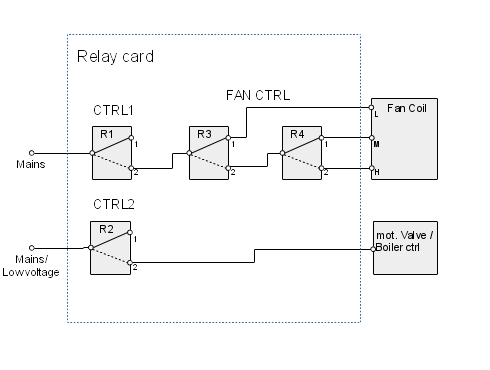 Relay card
FAN CTRL
CTRL1
Fan Coil
L
R1
R3
R4
1
1
1
M
Mains
2
2
2
H
CTRL2
R2
1
mot. Valve /
Boiler ctrl
Mains/
Lowvoltage
2